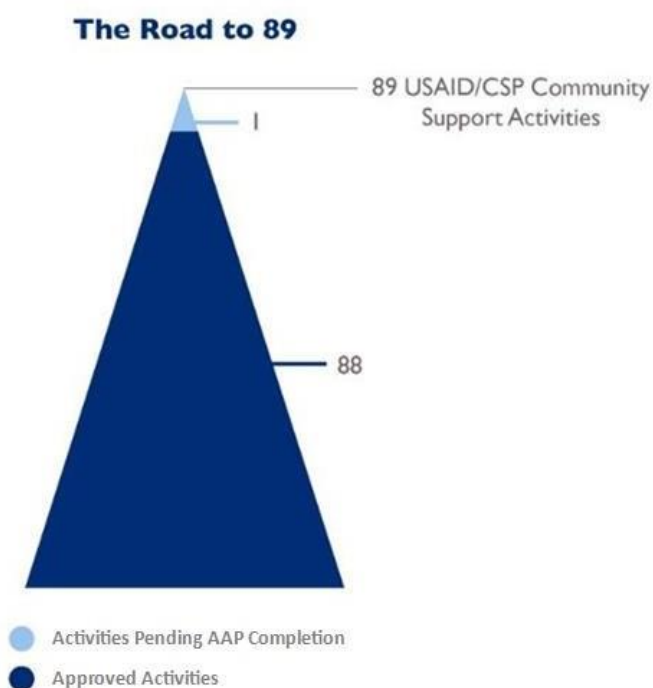 The Road to 89
89 USAID/CSP Community
Support Activities
1
88
Activities Pending AAP Completion
Approved Activities